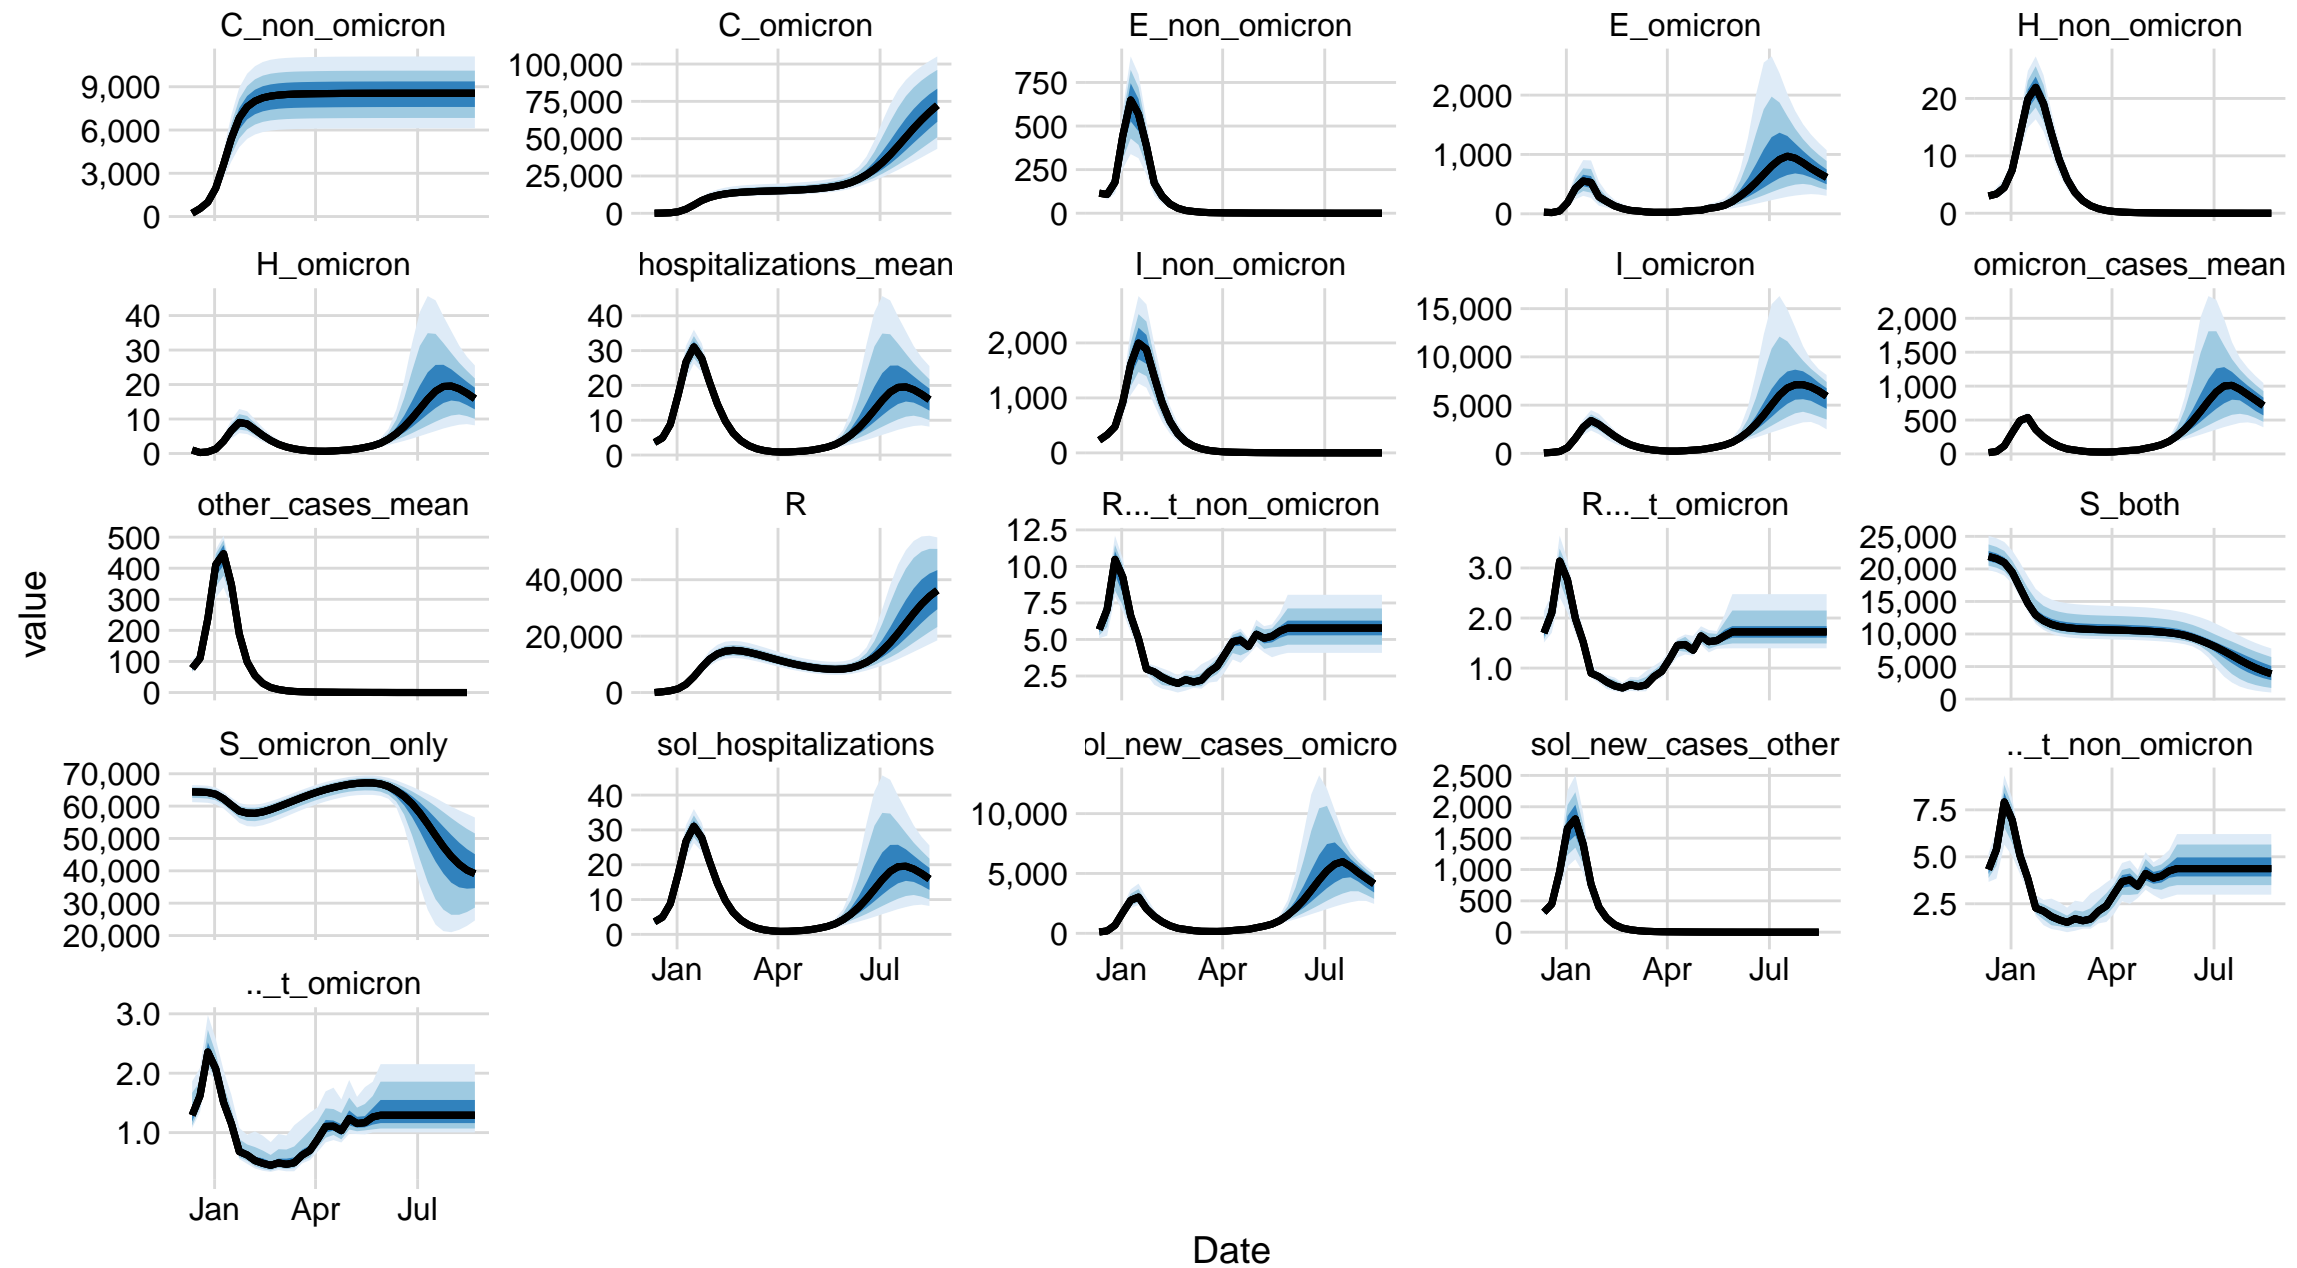 C_non_omicron C_omicron E_non_omicron E_omicron H_non_omicron
9,000 6,000 3,000 0
100,000 75,000 50,000 25,000 0
750 500 250 0
2,000 1,000 0
20 10 0
H_omicron hospitalizations_mean I_non_omicron I_omicron omicron_cases_mean
40 30 20 10 0
40 30 20 10 0
2,000 1,000 0
15,000 10,000 5,000 0
2,000 1,500 1,000 500 0
other_cases_mean R R..._t_non_omicron R..._t_omicron S_both
500 400 300 200 100 0
40,000 20,000 0
12.5 10.0 7.5 5.0 2.5
3.0 2.0 1.0
25,000 20,000 15,000 10,000 5,000 0
S_omicron_only sol_hospitalizations ol_new_cases_omicro sol_new_cases_other .._t_non_omicron
70,000 60,000 50,000 40,000 30,000 20,000
40 30 20 10 0
10,000 5,000 0
2,500 2,000 1,500 1,000 500 0
7.5 5.0 2.5
Jan Apr Jul Jan Apr Jul Jan Apr Jul Jan Apr Jul
.._t_omicron
3.0 2.0 1.0
Jan Apr Jul
value
Date